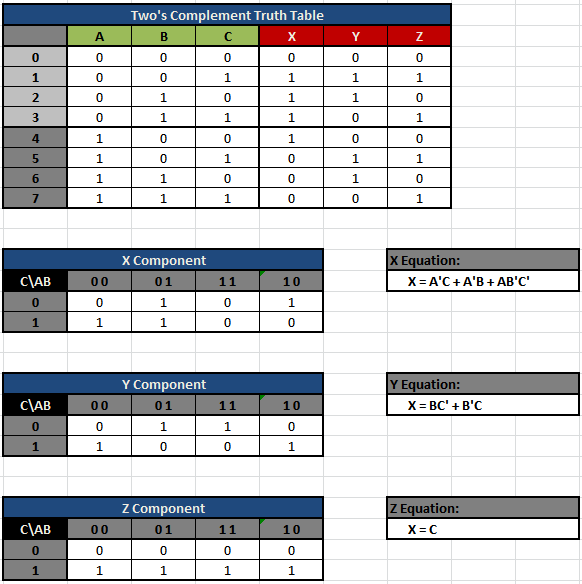 Two's Complement Truth Table
A B C X Y Z
0 0 0 0 0 0 0
1 0 0 1 1 1 1
2 0 1 0 1 1 0
3 0 1 1 1 0 1
4 1 0 0 1 0 0
5 1 0 1 0 1 1
6 1 1 0 0 1 0
7 1 1 1 0 0 1
X Component
X Equation:
C\AB 00 01 11 10
X = A'C + A'B + AB'C'
0 0 1 0 1
1 1 1 0 0
Y Component
Y Equation:
C\AB 00 01 11 10
X = BC' + B'C
0 0 1 1 0
1 1 0 0 1
Z Component
Z Equation:
C\AB 00 01 11 10
X = C
0 0 0 0 0
1 1 1 1 1